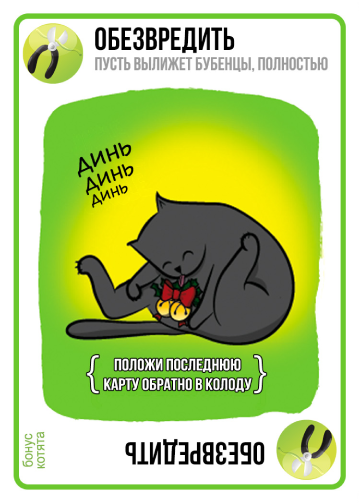 ОБЕЗВРЕДИТЬ
ПУСТЬ ВЫЛИЖЕТ БУБЕНЦЫ, ПОЛНОСТЬЮ
ДИНЬ
ДИНЬ
ДИНЬ
{ ПОЛОЖИ ПОСЛЕДНЮЮ
КАРТУ ОБРАТНО В КОЛОДУ }
бонус
котята
ОБЕЗВРЕДИТЬ